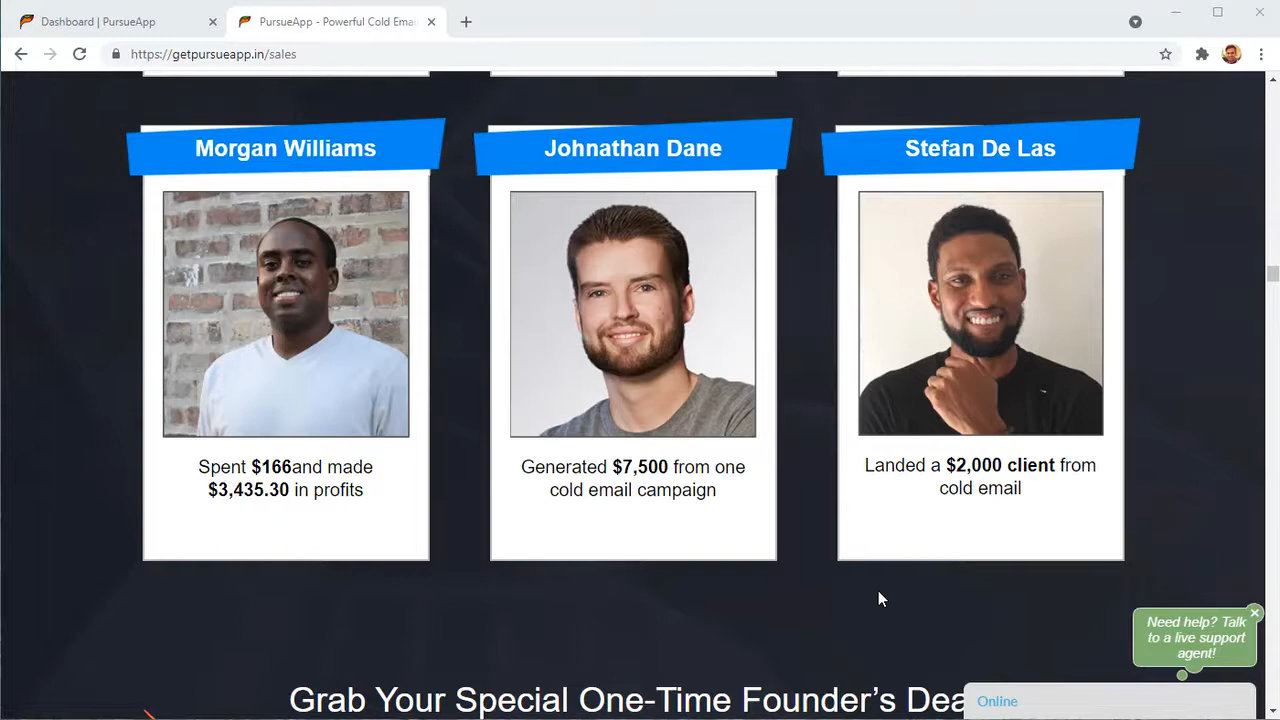 Dashboard | PursueApp
PursueApp - Powerful Cold Emai
https://getpursueapp.in/sales
Morgan Williams
Spent $166and made
$3,435.30 in profits
Johnathan Dane
Generated $7,500 from one
cold email campaign
Stefan De Las
Landed a $2,000 client from
cold email
Need help? Talk
to a live support
agent!
Grab Your Special One-Time Founder's Dea
Online